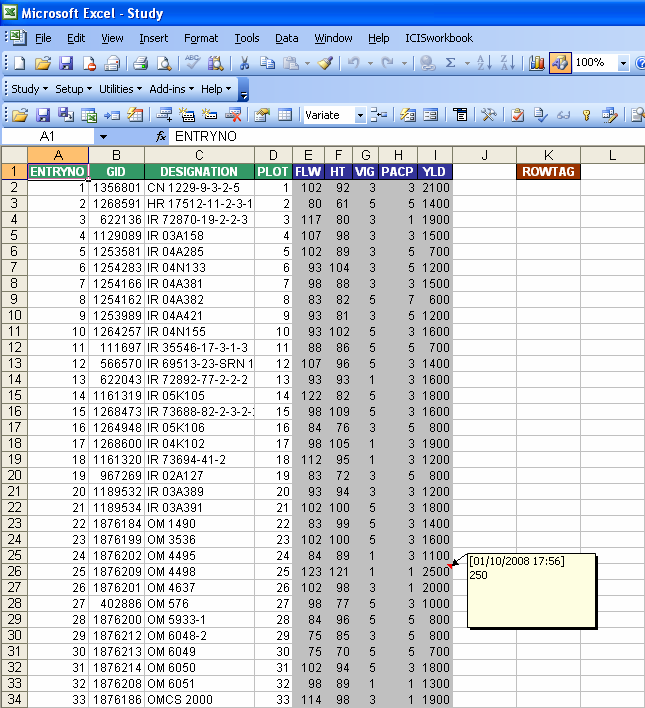 Microsoft Excel - Study
File Edit View Insert Format Tools Data Window Help ICISworkbook
100%
Study Setup Utilities Add-ins Help
Variate
A1 fx ENTRYNO
A B C D E F G H I J K L
1 ENTRYNO GID DESIGNATION PLOT FLW HT VIG PACP YLD ROWTAG
2 1 1356801 CN 1229-9-3-2-5 1 102 92 3 3 2100
3 2 1268591 HR 17512-11-2-3-1 2 80 61 5 5 1400
4 3 622136 IR 72870-19-2-2-3 3 117 80 3 1 1900
5 4 1129089 IR 03A158 4 107 98 3 3 1500
6 5 1253581 IR 04A285 5 102 89 3 5 700
7 6 1254283 IR 04N133 6 93 104 3 5 1200
8 7 1254166 IR 04A381 7 98 88 3 3 1500
9 8 1254162 IR 04A382 8 83 82 5 7 600
10 9 1253989 IR 04A421 9 93 81 3 5 1200
11 10 1264257 IR 04N155 10 93 102 5 3 1600
12 11 111697 IR 35546-17-3-1-3 11 88 86 5 5 700
13 12 566570 IR 69513-23-SRN 1 12 107 96 5 3 1400
14 13 622043 IR 72892-77-2-2-2 13 93 93 1 3 1600
15 14 1161319 IR 05K105 14 122 82 5 3 1800
16 15 1268473 IR 73688-82-2-3-2- 15 98 109 5 3 1600
17 16 1264948 IR 05K106 16 84 76 3 5 800
18 17 1268600 IR 04K102 17 98 105 1 3 1900
19 18 1161320 IR 73694-41-2 18 112 95 1 3 1200
20 19 967269 IR 02A127 19 83 72 3 5 800
21 20 1189532 IR 03A389 20 93 94 3 3 1200
22 21 1189534 IR 03A391 21 102 100 5 3 1800
23 22 1876184 OM 1490 22 83 99 5 3 1400
24 23 1876199 OM 3536 23 102 100 5 3 1600
25 24 1876202 OM 4495 24 84 89 1 3 1100
[01/10/2008 17:56]
26 25 1876209 OM 4498 25 123 121 1 1 2500
250
27 26 1876201 OM 4637 26 102 98 3 1 2000
28 27 402886 OM 576 27 98 77 5 3 1000
29 28 1876200 OM 5933-1 28 84 96 5 5 800
30 29 1876212 OM 6048-2 29 75 85 3 5 800
31 30 1876213 OM 6049 30 75 70 5 5 700
32 31 1876214 OM 6050 31 102 94 5 3 1800
33 32 1876208 OM 6051 32 98 89 1 1 1300
34 33 1876186 OMCS 2000 33 114 98 3 1 1900